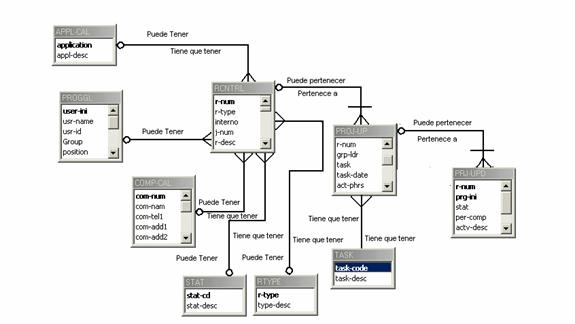 APPL-CAL
application
appl-desc
Puede Tener
Tiene que tener
PROGGL
user-ini
usr-name
usr-id
Group
position
Puede Tener
RCNTRL
r-num
r-type
interno
j-num
r-desc
Puede pertenecer
Pertenece a
PROJ-UP
r-num
grp-ldr
task
task-date
act-phrs
Puede pertenecer
Pertenece a
PRJ-UPD
r-num
prg-ini
stat
per-comp
actv-desc
COMP-CAL
com-num
com-nam
com-tel1
com-add1
com-add2
Puede Tener
Tiene que tener
Tiene que tener
Tiene que tener
Tiene que tener
Tiene que tener
Puede Tener
Puede Tener
STAT
stat-cd
stat-desc
RTYPE
r-type
type-desc
TASK
task-code
task-desc